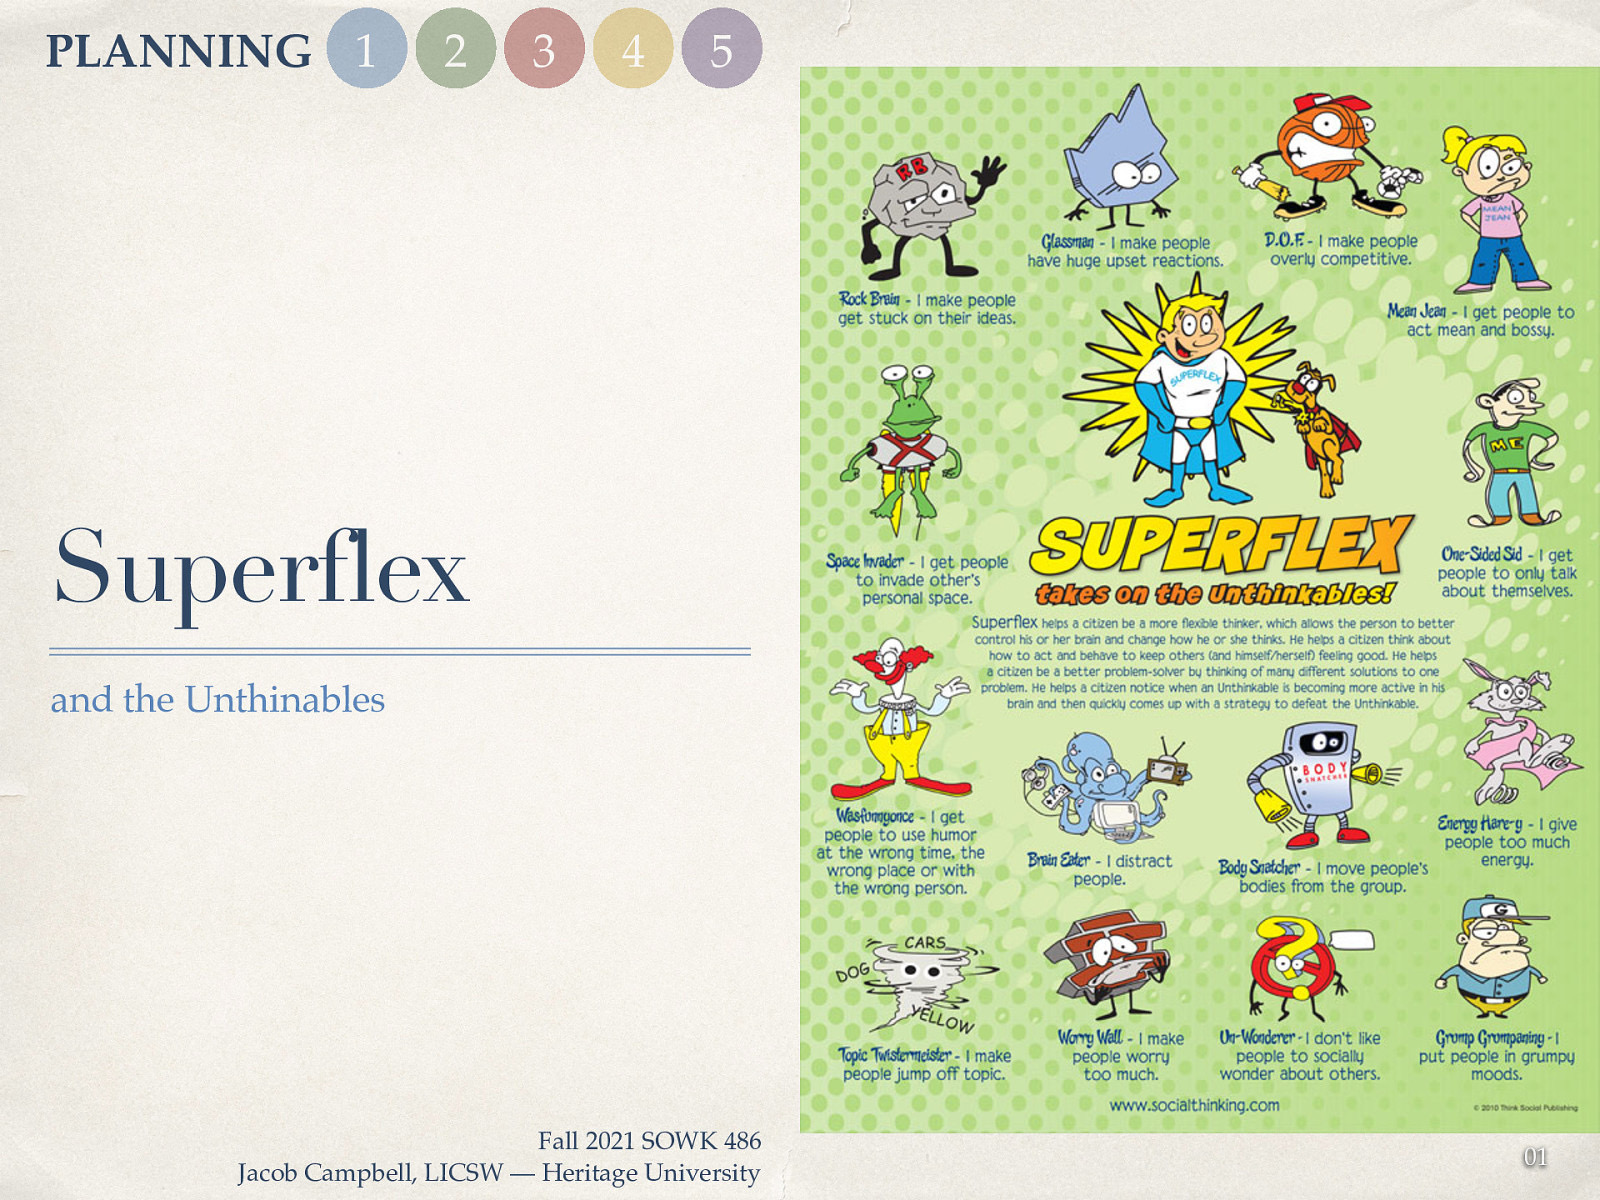 PLANNING 1 2 3 4 5
Superflex
and the Unthinables
Fall 2021 SOWK 486
Jacob Campbell, LICSW — Heritage University
RB
Rock Brain - I make people
get stuck on their ideas.
Glassman - I make people
have huge upset reactions.
D.O.F. - I make people
overly competitive.
MEAN
JEAN
Mean Jean - I get people to
act mean and bossy.
SUPERFLEX
Space Invader - I get people
to invade other's
personal space.
ME
One-Sided Sid - I get
people to only talk
about themselves.
SUPERFLEX
takes on the Unthinkables!
Superflex helps a citizen be a more flexible thinker, which allows the person to better
control his or her brain and change how he or she thinks. He helps a citizen think about
how to act and behave to keep others (and himself/herself) feeling good. He helps
a citizen be a better problem-solver by thinking of many different solutions to one
problem. He helps a citizen notice when an Unthinkable is becoming more active in his
brain and then quickly comes up with a strategy to defeat the Unthinkable.
Wasfunnyonce - I get
people to use humor
at the wrong time, the
wrong place or with
the wrong person.
Brain Eater - I distract
people.
BODY
SNATCHER
Body Snatcher - I move people's
bodies from the group.
Energy Hare-y - I give
people too much
energy.
CARS
DOG
YELLOW
Topic Twistermeister - I make
people jump off topic.
Worry Wall - I make
people worry
too much.
Un-Wonderer - I don't like
people to socially
wonder about others.
G
Grump Grumpaniny - I
put people in grumpy
moods.
www.socialthinking.com
© 2010 Think Social Publishing
01